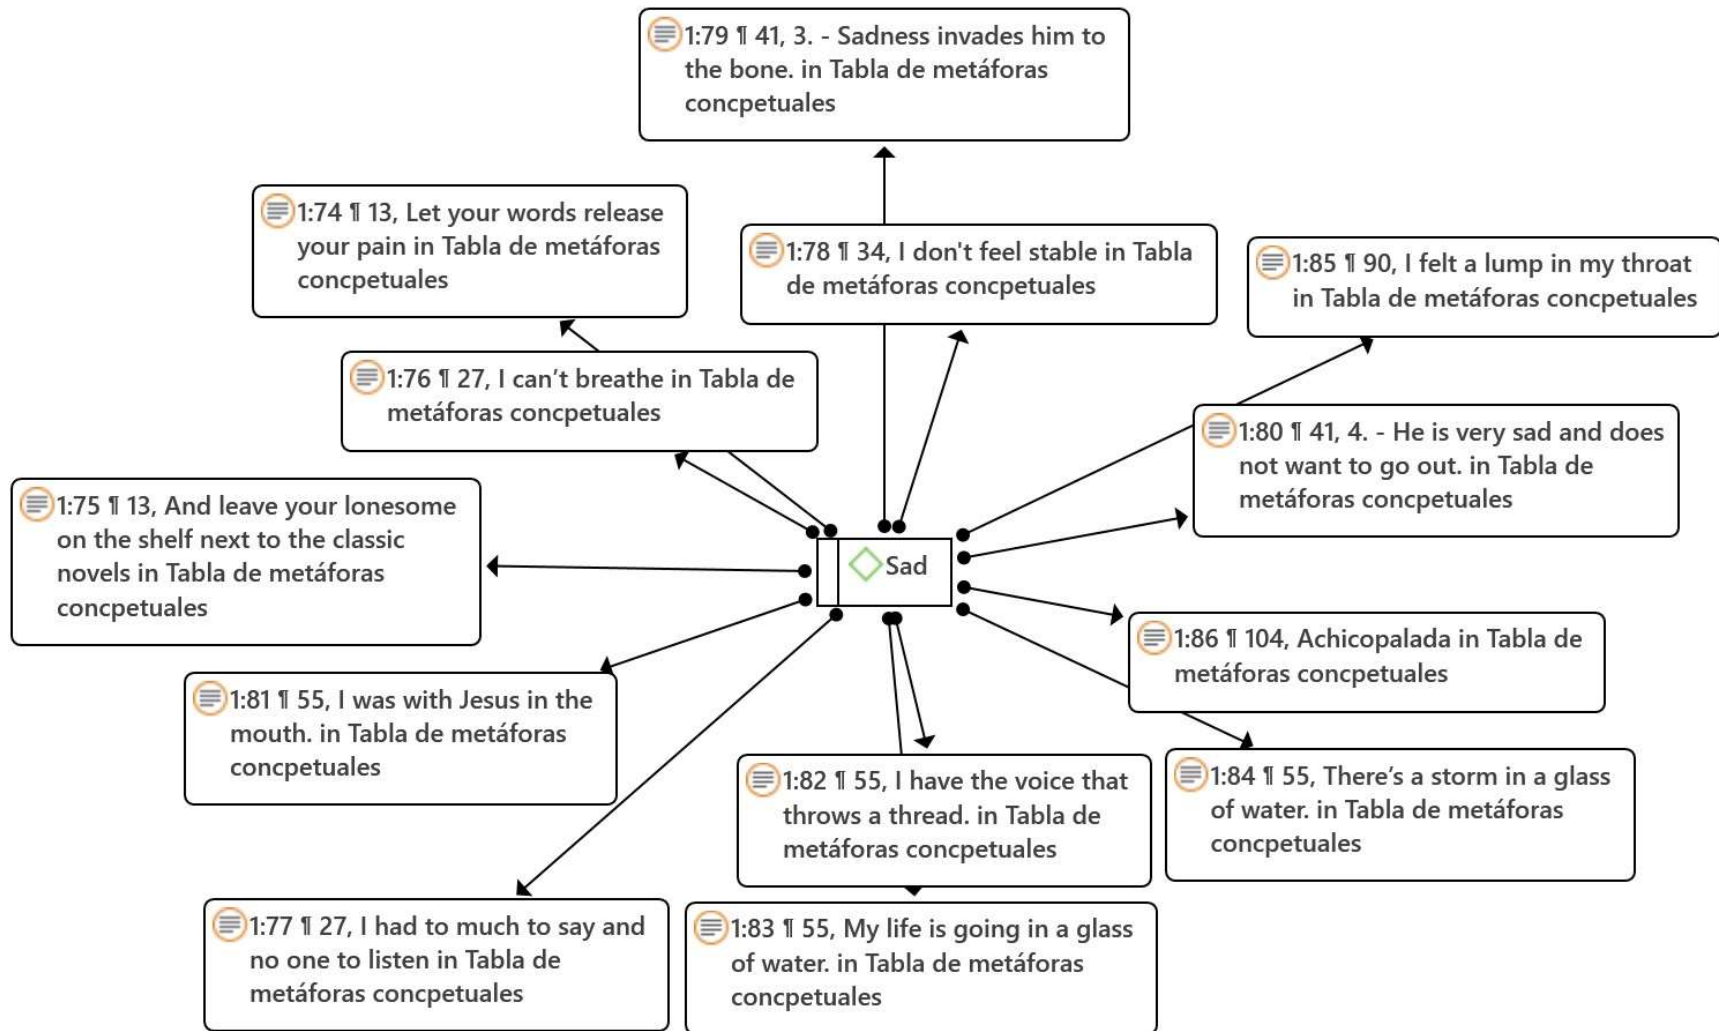 1:79 ¶ 41, 3. - Sadness invades him to
the bone. in Tabla de metáforas
concpetuales
1:74 ¶ 13, Let your words release
your pain in Tabla de metáforas
concpetuales
1:78 ¶ 34, I don't feel stable in Tabla
de metáforas concpetuales
1:85 ¶ 90, I felt a lump in my throat
in Tabla de metáforas concpetuales
1:76 ¶ 27, I can’t breathe in Tabla de
metáforas concpetuales
1:80 ¶ 41, 4. - He is very sad and does
not want to go out. in Tabla de
metáforas concpetuales
1:75 ¶ 13, And leave your lonesome
on the shelf next to the classic
novels in Tabla de metáforas
concpetuales
Sad
1:86 ¶ 104, Achicopalada in Tabla de
metáforas concpetuales
1:81 ¶ 55, I was with Jesus in the
mouth. in Tabla de metáforas
concpetuales
1:82 ¶ 55, I have the voice that
throws a thread. in Tabla de
metáforas concpetuales
1:84 ¶ 55, There’s a storm in a glass
of water. in Tabla de metáforas
concpetuales
1:77 ¶ 27, I had to much to say and
no one to listen in Tabla de
metáforas concpetuales
1:83 ¶ 55, My life is going in a glass
of water. in Tabla de metáforas
concpetuales